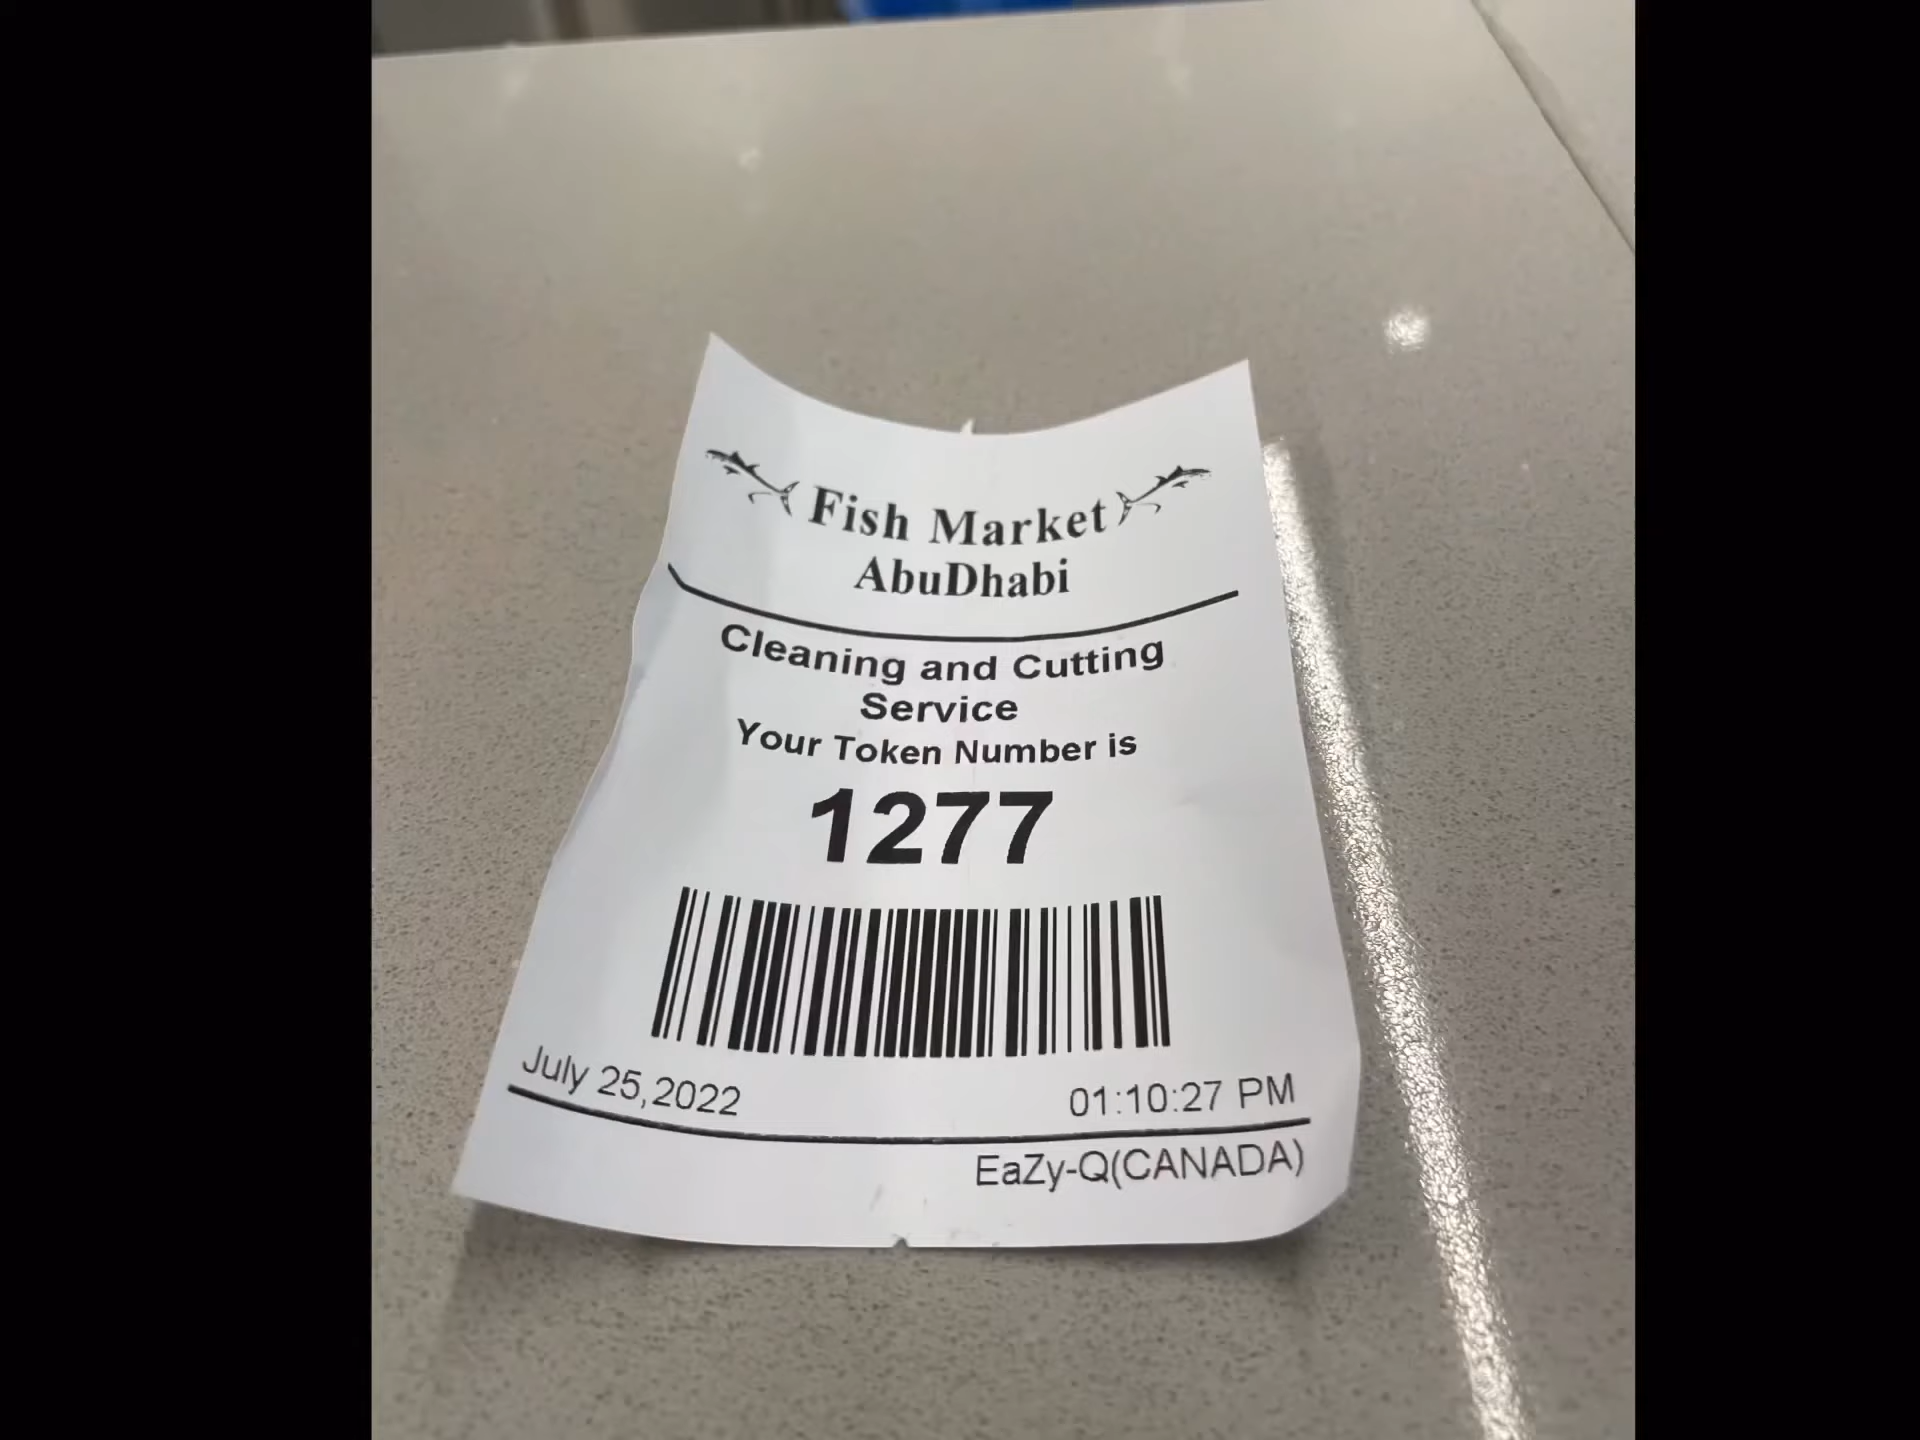 Fish Market
AbuDhabi
Cleaning and Cutting
Service
Your Token Number is
1277
July 25,2022 01:10:27 PM
EaZy-Q(CANADA)